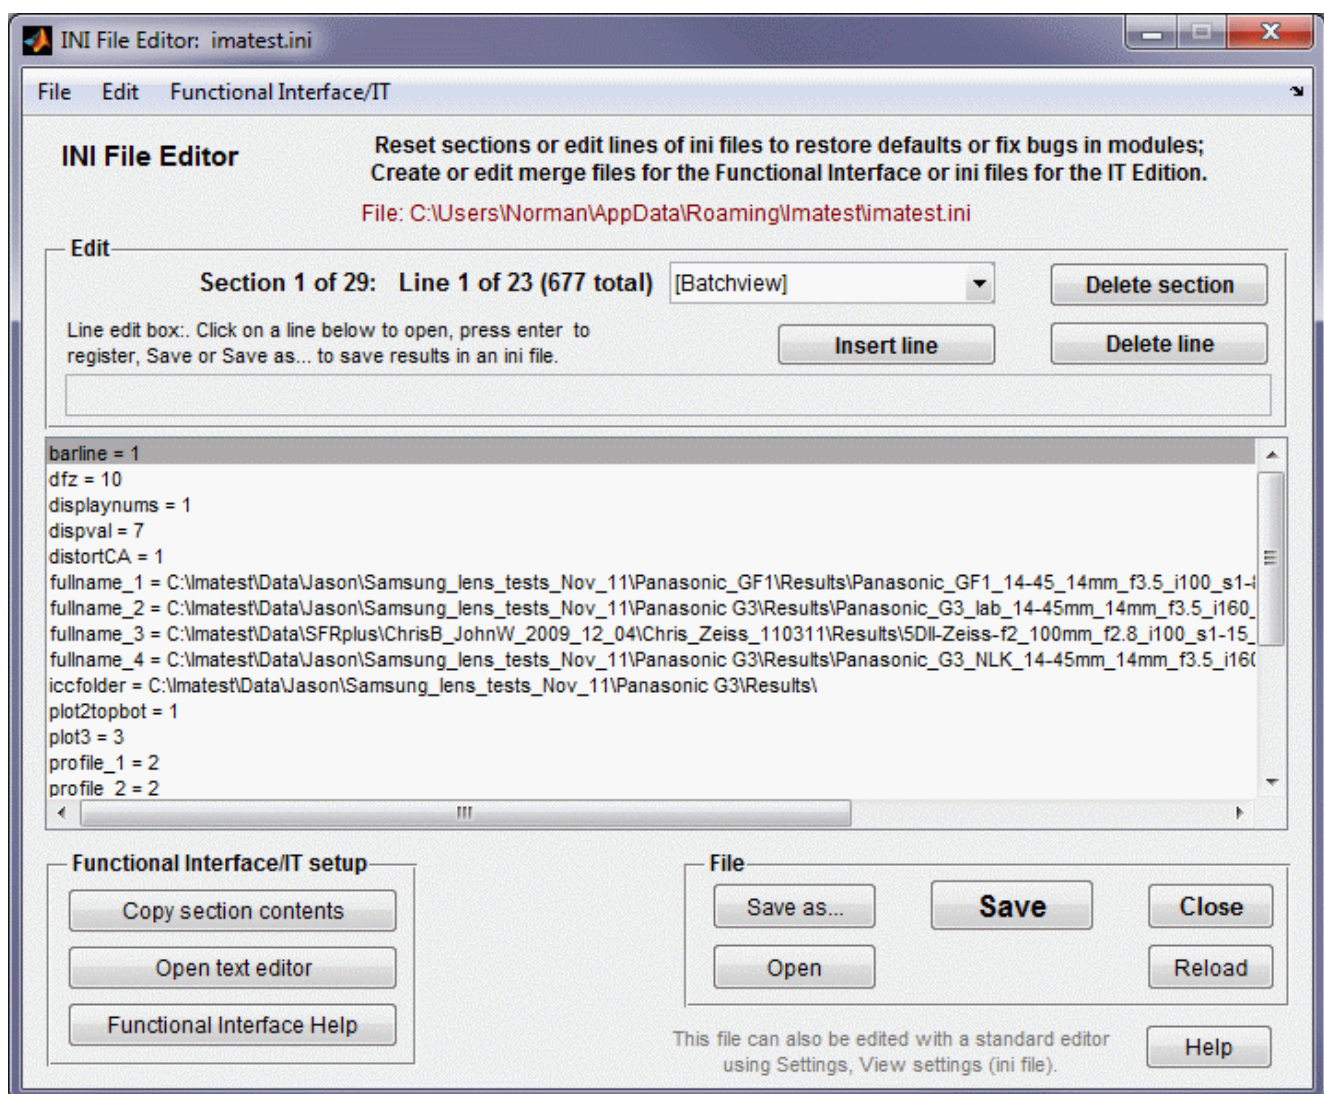 INI File Editor: imatest.ini
File Edit Functional Interface/IT
INI File Editor
Reset sections or edit lines of ini files to restore defaults or fix bugs in modules;
Create or edit merge files for the Functional Interface or ini files for the IT Edition.
File: C:\Users\Norman\AppData\Roaming\Imatest\imatest.ini
Edit
Section 1 of 29: Line 1 of 23 (677 total) [Batchview] Delete section
Line edit box:. Click on a line below to open, press enter to
register, Save or Save as... to save results in an ini file.
Insert line Delete line
barline = 1
dfz = 10
displaynums = 1
dispval = 7
distortCA = 1
fullname_1 = C:\Imatest\Data\Jason\Samsung_lens_tests_Nov_11\Panasonic_GF1\Results\Panasonic_GF1_14-45_14mm_f3.5_i100_s1-
fullname_2 = C:\Imatest\Data\Jason\Samsung_lens_tests_Nov_11\Panasonic G3\Results\Panasonic_G3_lab_14-45mm_14mm_f3.5_i160_
fullname_3 = C:\Imatest\Data\SFRplus\ChrisB_JohnW_2009_12_04\Chris_Zeiss_110311\Results\5DII-Zeiss-f2_100mm_f2.8_i100_s1-15_
fullname_4 = C:\Imatest\Data\Jason\Samsung_lens_tests_Nov_11\Panasonic G3\Results\Panasonic_G3_NLK_14-45mm_14mm_f3.5_i160
iccfolder = C:\Imatest\Data\Jason\Samsung_lens_tests_Nov_11\Panasonic G3\Results\
plot2topbot = 1
plot3 = 3
profile_1 = 2
profile_2 = 2
Functional Interface/IT setup
Copy section contents
Open text editor
Functional Interface Help
File
Save as... Save Close
Open Reload
This file can also be edited with a standard editor
using Settings, View settings (ini file).
Help